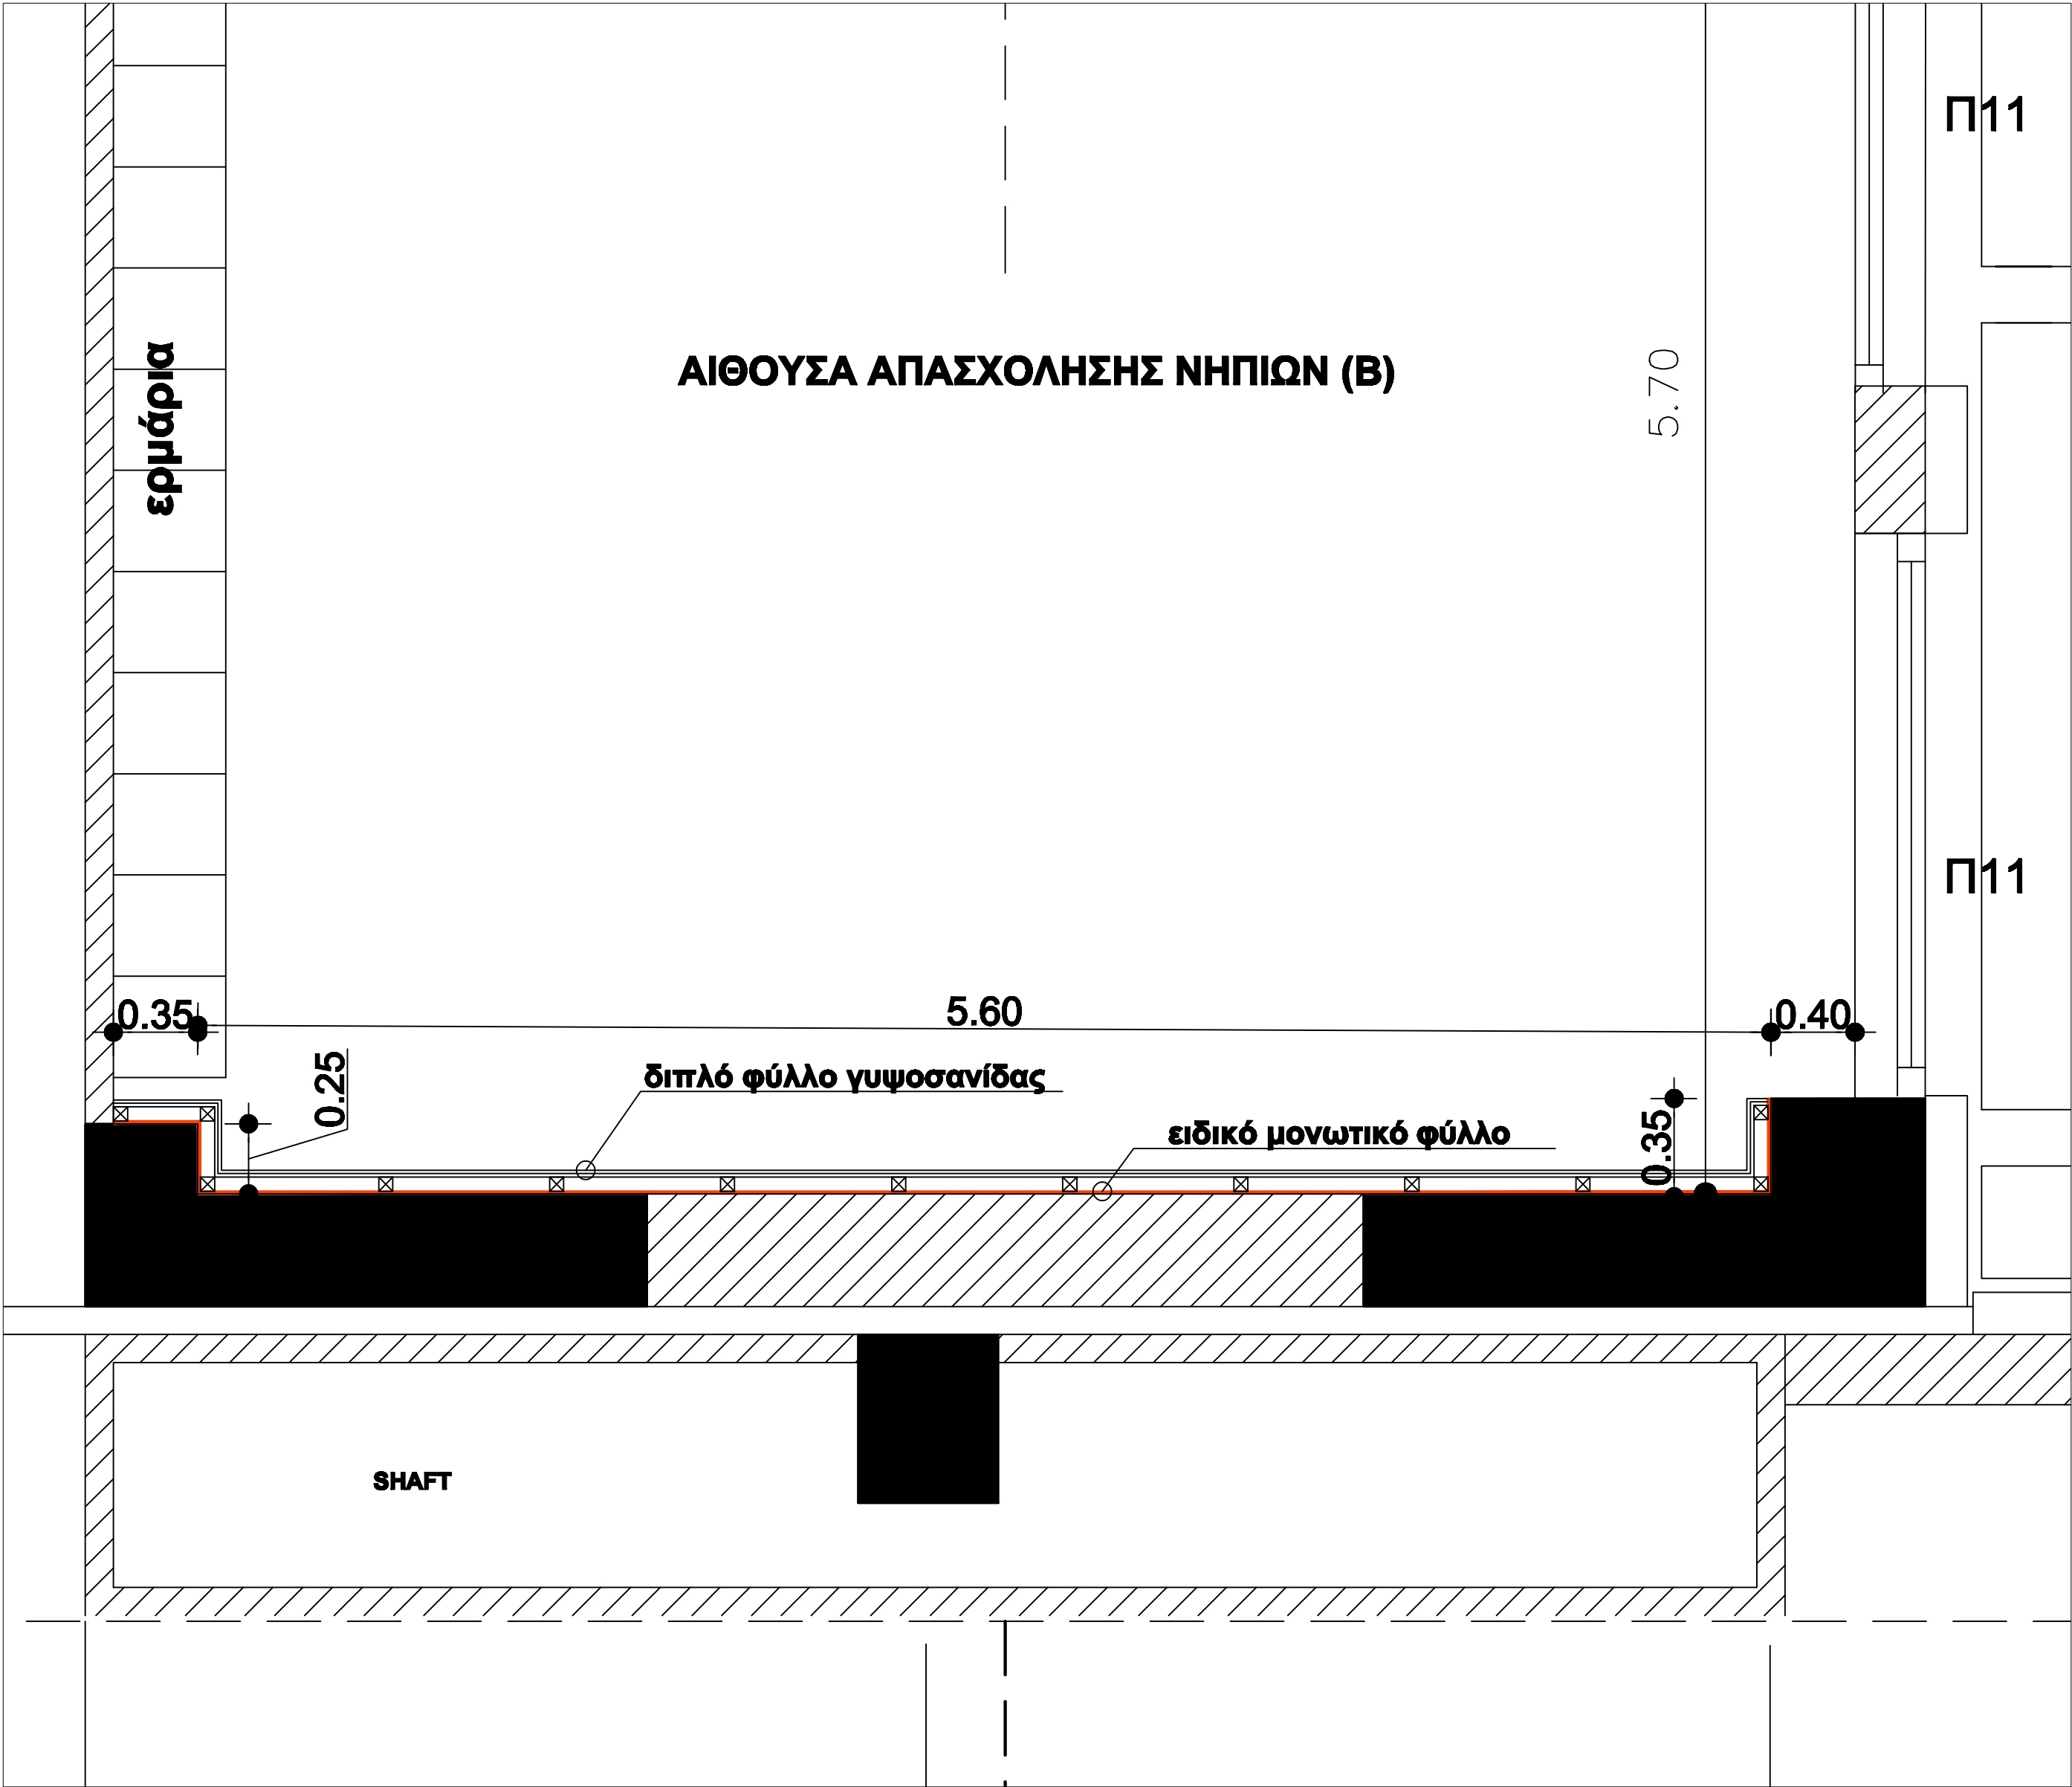 Π11
ΑΙΘΟΥΣΑ ΑΠΑΣΧΟΛΗΣΗΣ ΝΗΠΙΩΝ (Β)
5.70
ερμάρια
Π11
0.35
5.60
0.40
0.25
διπλό φύλλο γυψοσανίδας
ειδικό μονωτικό φύλλο
0.35
SHAFT